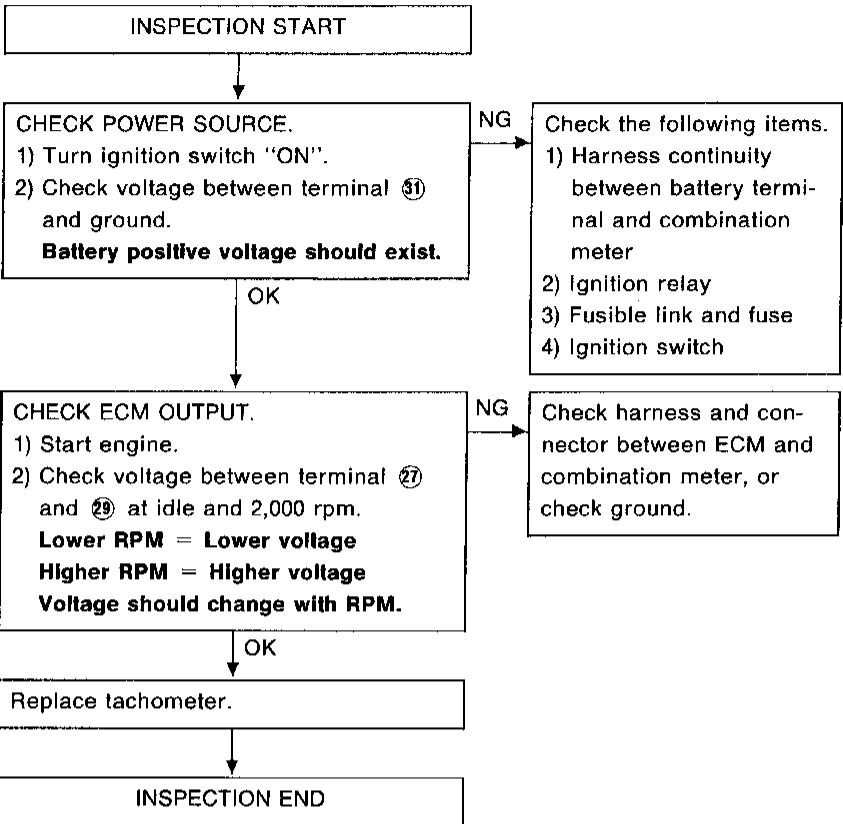 INSPECTION START
CHECK POWER SOURCE.
1) Turn ignition switch "ON".
2) Check voltage between terminal ㉛
and ground.
Battery positive voltage should exist.
NG
Check the following items.
1) Harness continuity
between battery termi-
nal and combination
meter
2) Ignition relay
3) Fusible link and fuse
4) Ignition switch
OK
CHECK ECM OUTPUT.
1) Start engine.
2) Check voltage between terminal ㉗
and ㉙ at idle and 2,000 rpm.
Lower RPM = Lower voltage
Higher RPM = Higher voltage
Voltage should change with RPM.
NG
Check harness and con-
nector between ECM and
combination meter, or
check ground.
OK
Replace tachometer.
INSPECTION END